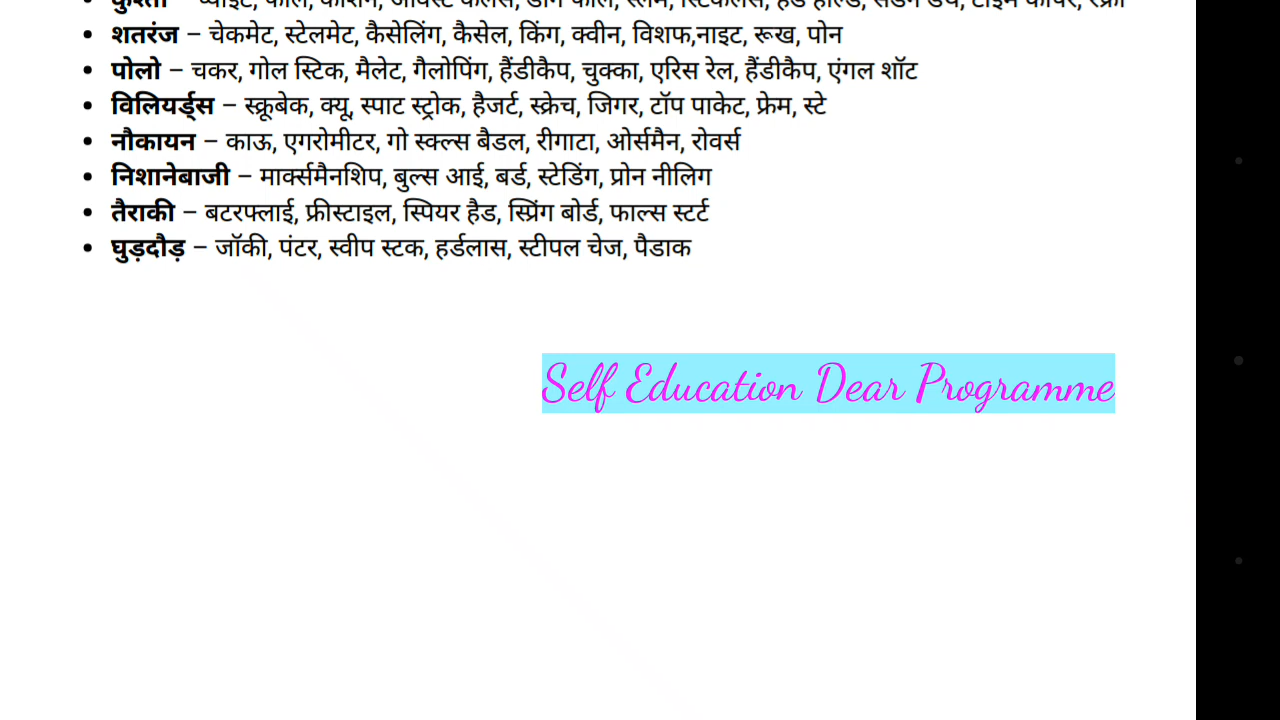 • शतरंज – चेकमेट, स्टेलमेट, कैसेलिंग, कैसेल, किंग, क्वीन, विशफ,नाइट, रूख, पोन
• पोलो – चकर, गोल स्टिक, मैलेट, गैलोपिंग, हैंडीकैप, चुक्का, एरिस रेल, हैंडीकैप, एंगल शॉट
• विलियर्ड्स – स्क्रूबेक, क्यू, स्पाट स्ट्रोक, हैजर्ट, स्क्रेच, जिगर, टॉप पाकेट, फ्रेम, स्टे
• नौकायन – काऊ, एगरोमीटर, गो स्क्ल्स बैडल, रीगाटा, ओर्समैन, रोवर्स
• निशानेबाजी – मार्क्समैनशिप, बुल्स आई, बर्ड, स्टेडिंग, प्रोन नीलिग
• तैराकी – बटरफ्लाई, फ्रीस्टाइल, स्पियर हैड, स्प्रिंग बोर्ड, फाल्स स्टर्ट
• घुड़दौड़ – जॉकी, पंटर, स्वीप स्टक, हर्डलास, स्टीपल चेज, पैडाक
Self Education Dear Programme